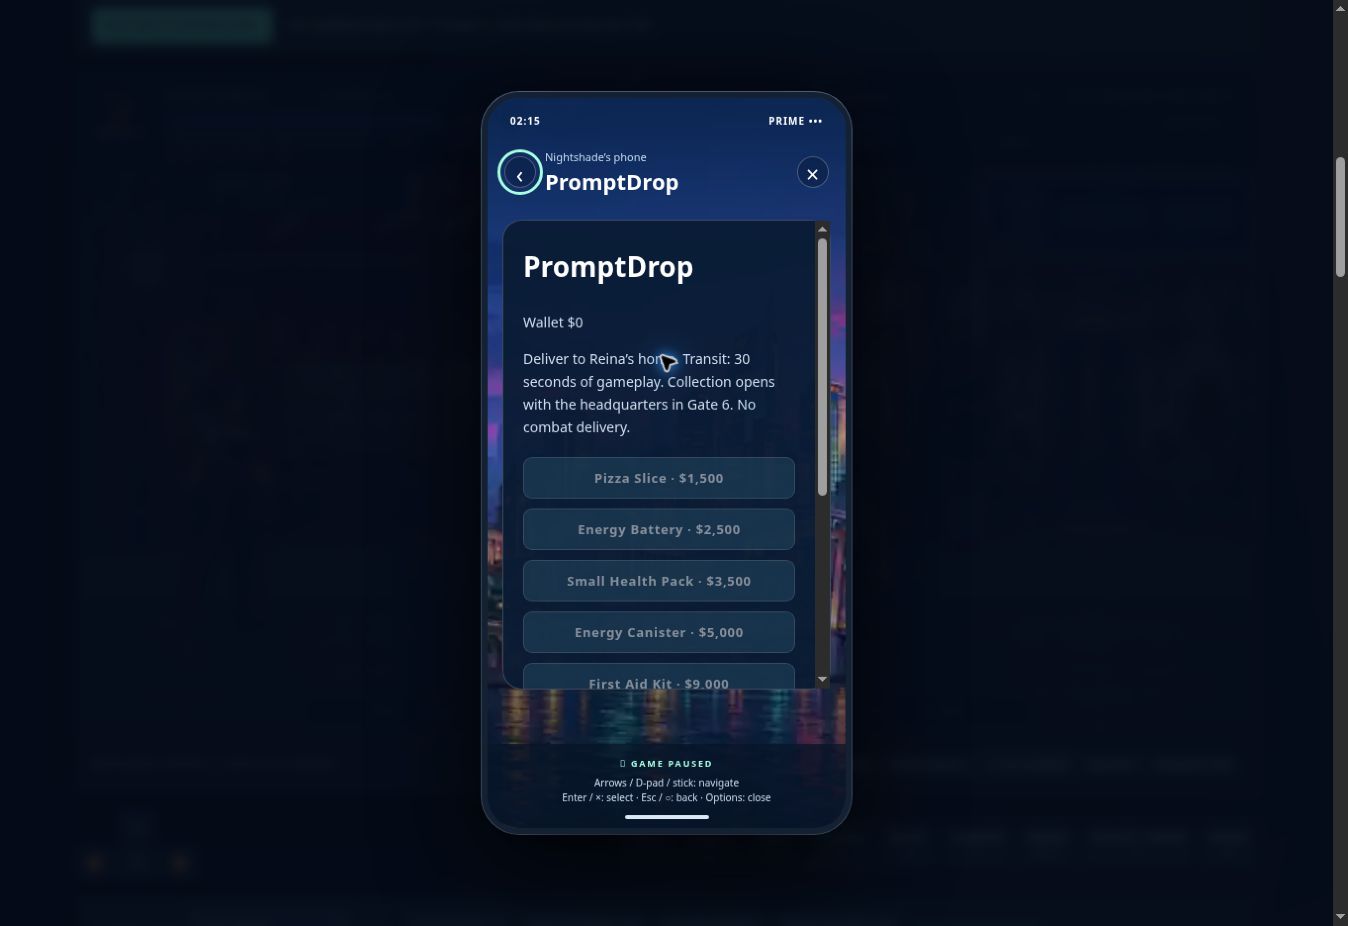 02:15
PRIME •••
Nightshade’s phone
‹
PromptDrop
×
PromptDrop
Wallet $0
Deliver to Reina’s Transit: 30
seconds of gameplay. Collection opens
with the headquarters in Gate 6. No
combat delivery.
Pizza Slice · $1,500
Energy Battery · $2,500
Small Health Pack · $3,500
Energy Canister · $5,000
First Aid Kit · $9,000
GAME PAUSED
Arrows / D-pad / stick: navigate
Enter / ×: select · Esc / ○: back · Options: close